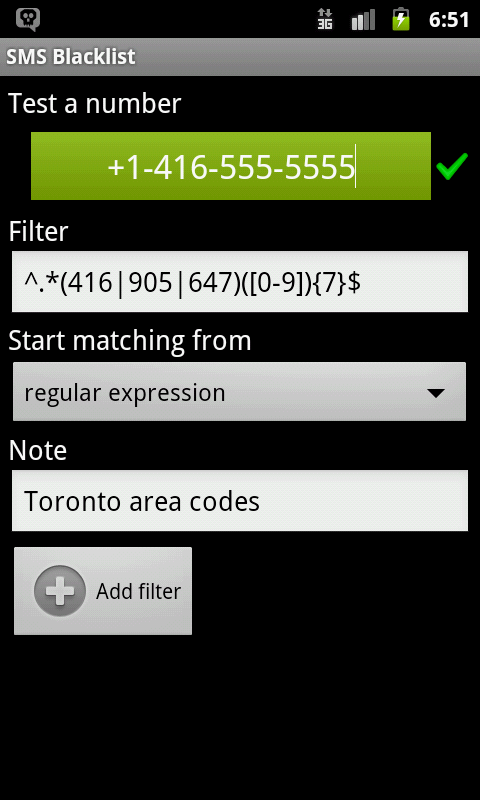 3G 6:51
SMS Blacklist
Test a number
+1-416-555-5555
Filter
^.*(416|905|647)([0-9]){7}$
Start matching from
regular expression
Note
Toronto area codes
Add filter